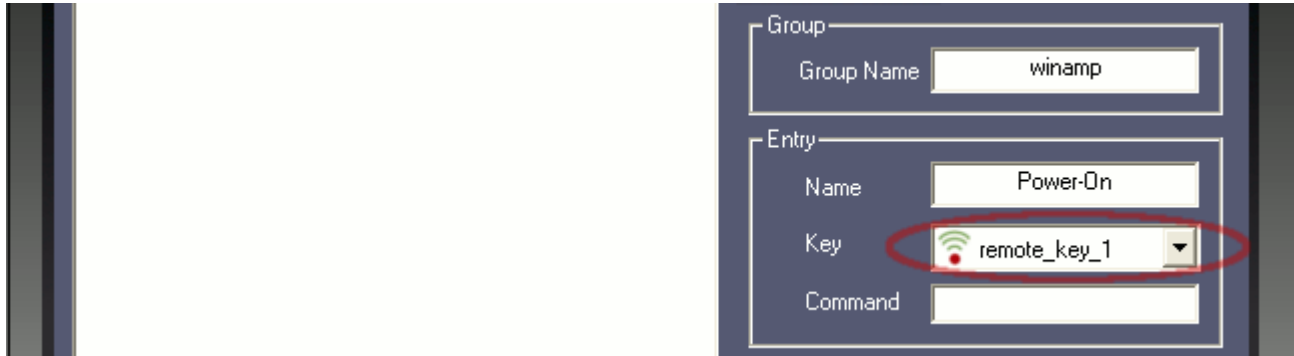 Group
Group Name winamp
Entry
Name Power-On
Key remote_key_1
Command